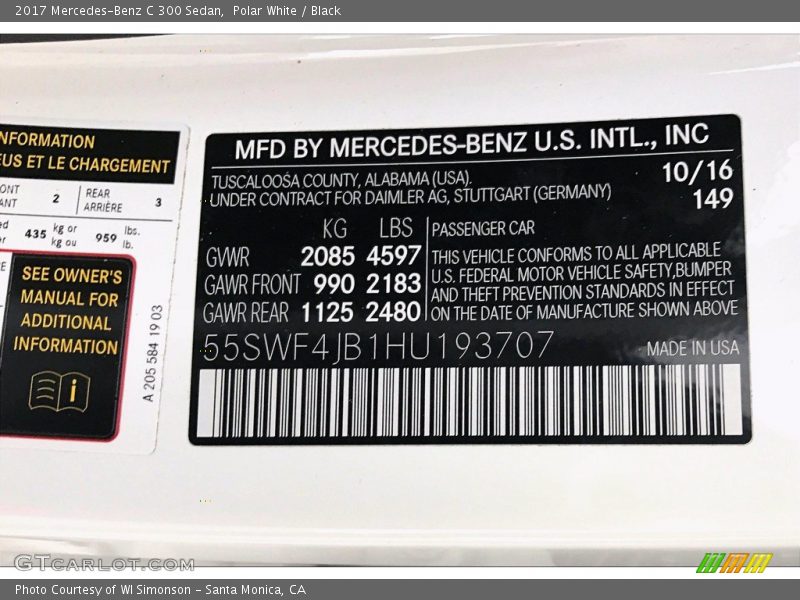 2017 Mercedes-Benz C 300 Sedan, Polar White / Black
NFORMATION
EUS ET LE CHARGEMENT
ONT
ANT
2
REAR
ARRIÈRE
3
435 kg or
kg ou
959 lbs.
lb.
SEE OWNER'S
MANUAL FOR
ADDITIONAL
INFORMATION
i
A 205 584 19 03
MFD BY MERCEDES-BENZ U.S. INTL., INC
TUSCALOOSA COUNTY, ALABAMA (USA).
UNDER CONTRACT FOR DAIMLER AG, STUTTGART (GERMANY)
10/16
149
KG LBS
GWR 2085 4597
GAWR FRONT 990 2183
GAWR REAR 1125 2480
PASSENGER CAR
THIS VEHICLE CONFORMS TO ALL APPLICABLE
U.S. FEDERAL MOTOR VEHICLE SAFETY,BUMPER
AND THEFT PREVENTION STANDARDS IN EFFECT
ON THE DATE OF MANUFACTURE SHOWN ABOVE
55SWF4JB1HU193707
MADE IN USA
GTCARLOT.COM
Photo Courtesy of WI Simonson - Santa Monica, CA